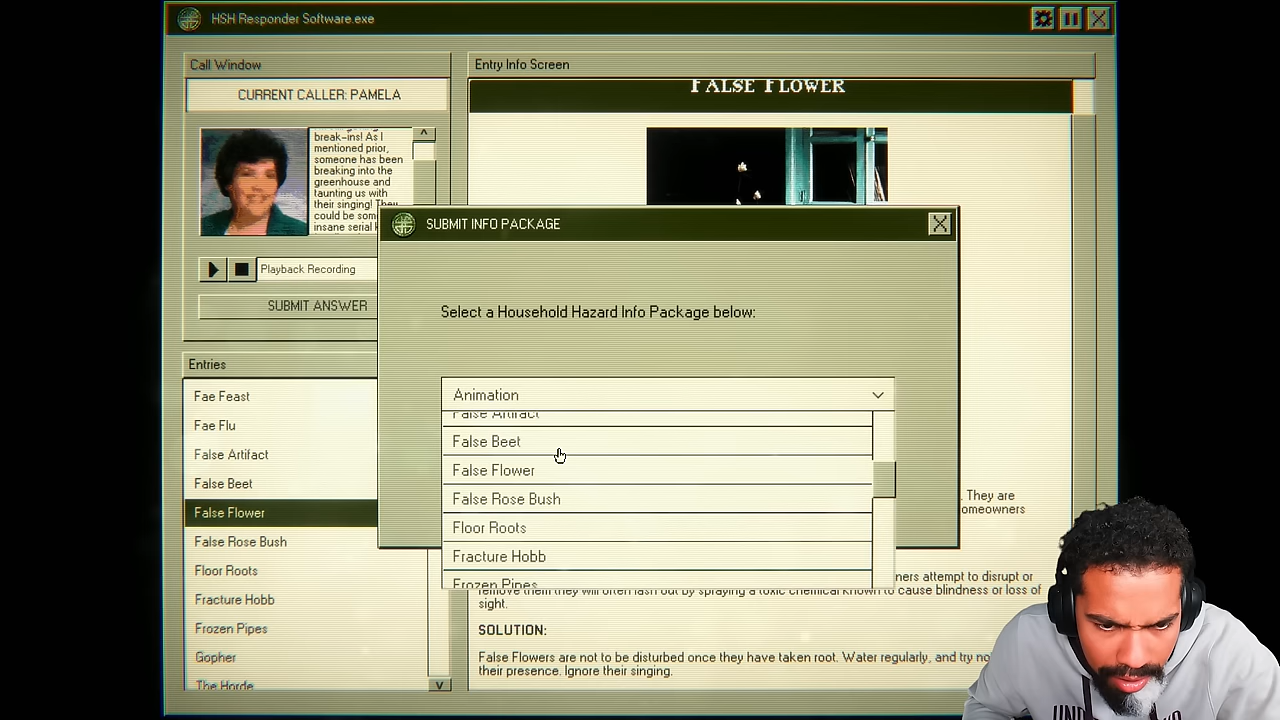 HSH Responder Software.exe
Call Window
CURRENT CALLER: PAMELA
break-ins! As I
mentioned prior,
someone has been
breaking into the
greenhouse and
taunting us with
their singing! They
could be som
insane serial k
Playback Recording
SUBMIT ANSWER
Entries
Fae Feast
Fae Flu
False Artifact
False Beet
False Flower
False Rose Bush
Floor Roots
Fracture Hobb
Frozen Pipes
Gopher
The Horde
V
Entry Info Screen
FALSE FLOWER
SUBMIT INFO PACKAGE
Select a Household Hazard Info Package below:
Animation
False Artifact
False Beet
False Flower
False Rose Bush
Floor Roots
Fracture Hobb
Frozen Pipes
. They are
omeowners
ners attempt to disrupt or
remove them they will often lash out by spraying a toxic chemical known to cause blindness or loss of
sight.
SOLUTION:
False Flowers are not to be disturbed once they have taken root. Water regularly, and try no
their presence. Ignore their singing.